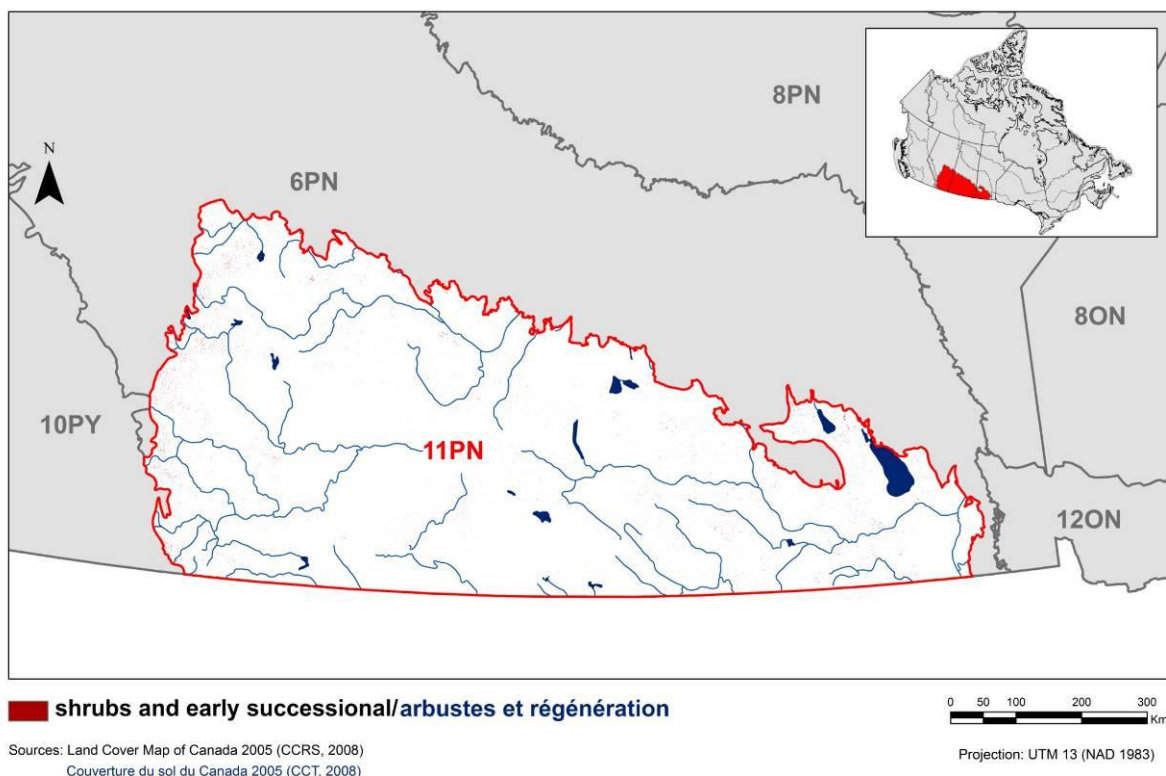 8PN
N
6PN
8ON
10PY
11PN
12ON
shrubs and early successional/arbustes et régénération
0 50 100 200 300
Km
Sources: Land Cover Map of Canada 2005 (CCRS, 2008)
Couverture du sol du Canada 2005 (CCT, 2008)
Projection: UTM 13 (NAD 1983)